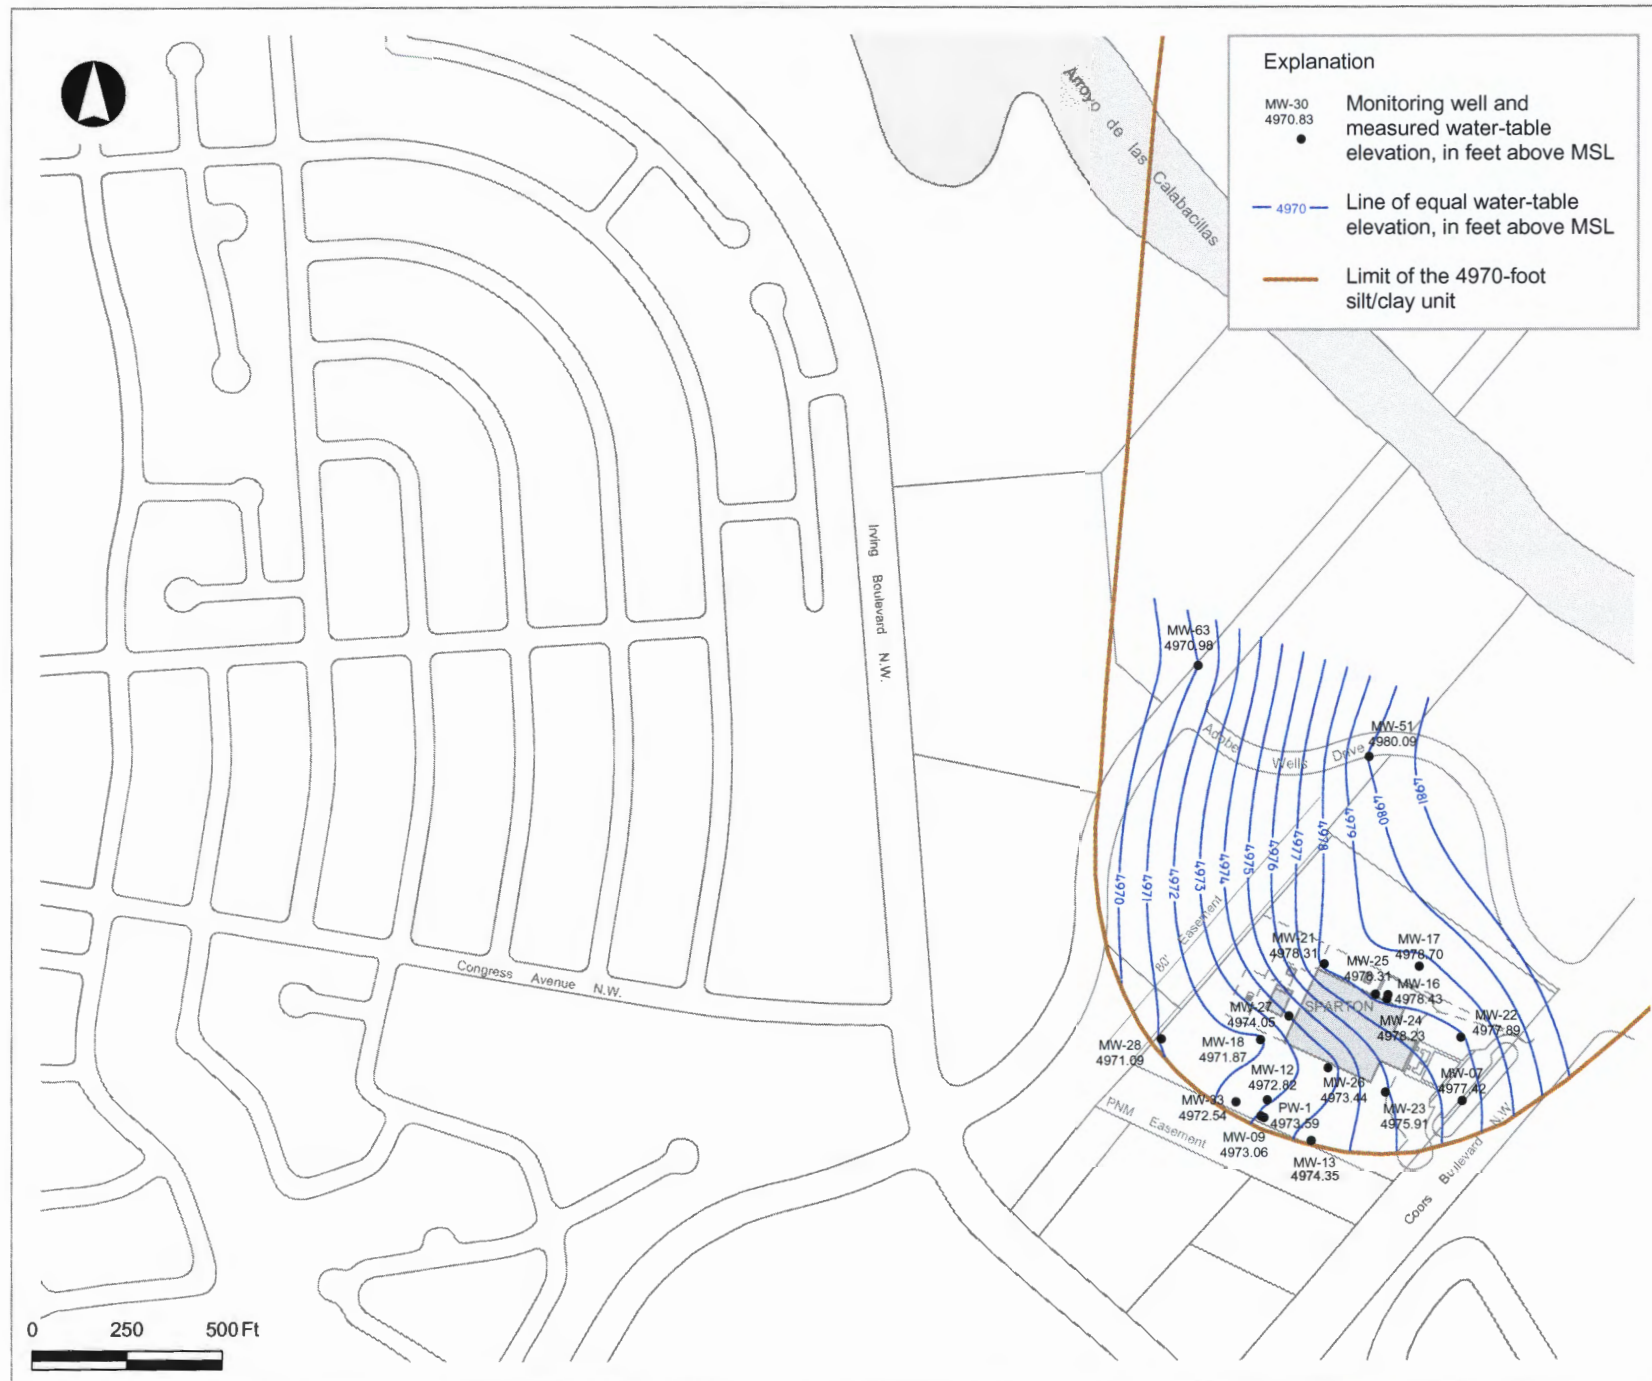 Explanation
MW-30
4970.83
Monitoring well and
measured water-table
elevation, in feet above MSL
4970
Line of equal water-table
elevation, in feet above MSL
Limit of the 4970-foot
silt/clay unit
Arroyo de las Calabacillas
Irving Boulevard N.W.
MW-63
4970.98
MW-51
4980.09
Adobe Wells Drive
4970
4971
4972
4973
4974
4975
4976
4977
4978
4979
4980
4981
80' Easement
MW-21
4978.31
MW-17
4978.70
MW-25
4978.31
MW-16
4978.43
SPARTON
MW-27
4974.05
MW-24
4978.23
MW-22
4977.89
MW-28
4971.09
MW-18
4971.87
MW-12
4972.82
MW-26
4973.44
MW-07
4977.42
MW-33
4972.54
PW-1
4973.59
MW-23
4975.91
MW-09
4973.06
MW-13
4974.35
PNM Easement
Coors Boulevard N.W
Congress Avenue N.W.
0 250 500 Ft